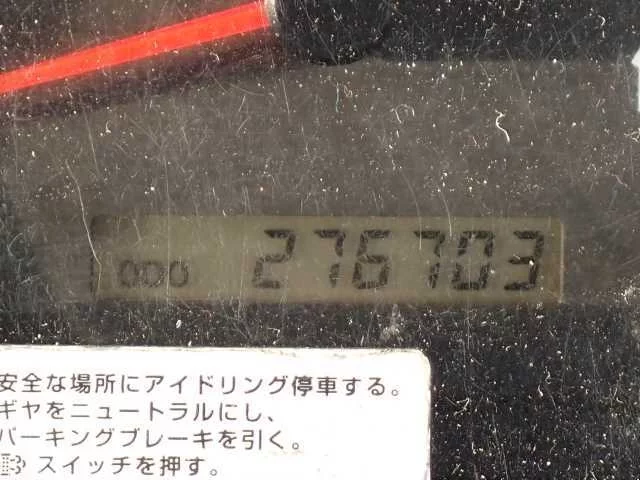 ODO 276703
安全な場所にアイドリング停車する。
ギヤをニュートラルにし、
パーキングブレーキを引く。
スイッチを押す。